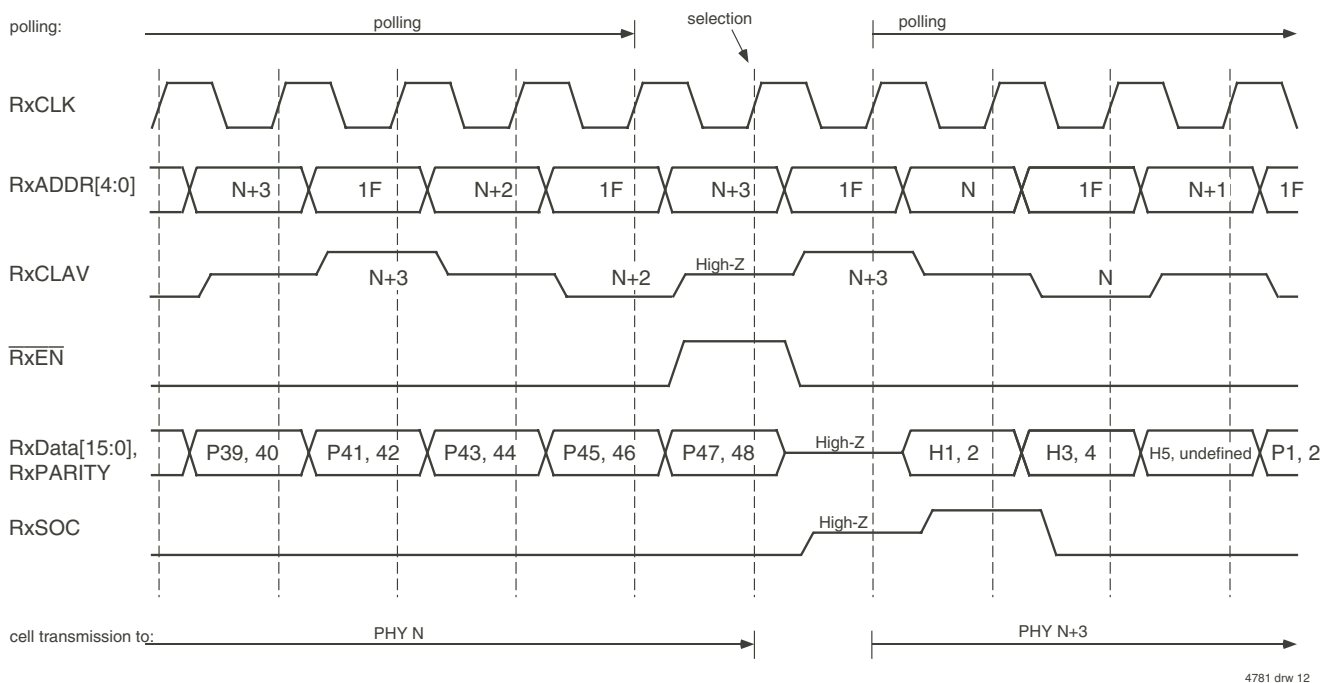 polling: polling selection polling
RxCLK
RxADDR[4:0] N+3 1F N+2 1F N+3 1F N 1F N+1 1F
RxCLAV N+3 N+2 High-Z N+3 N
RxEN
RxData[15:0], RxPARITY P39, 40 P41, 42 P43, 44 P45, 46 P47, 48 High-Z H1, 2 H3, 4 H5, undefined P1, 2
RxSOC High-Z
cell transmission to: PHY N PHY N+3
4781 drw 12